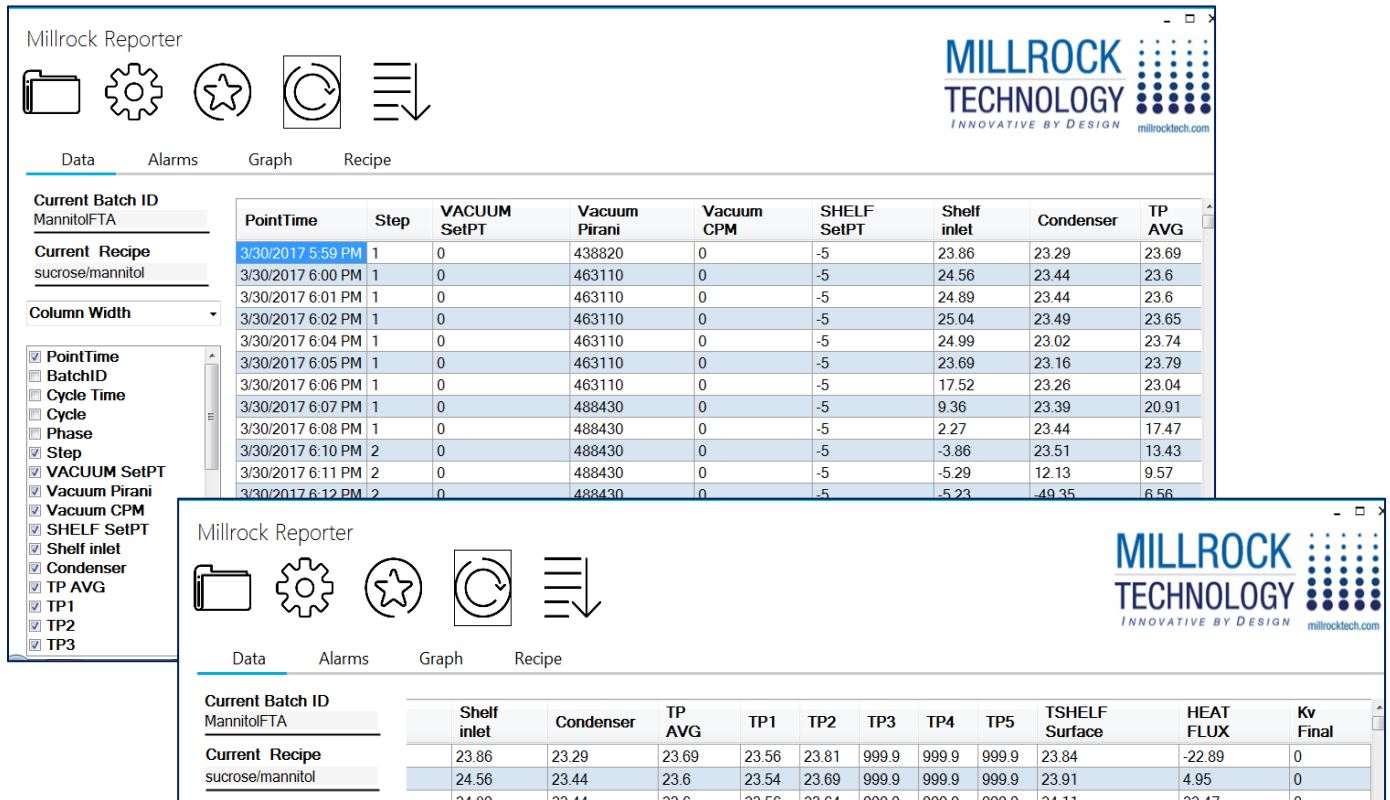 Millrock Reporter
MILLROCK
TECHNOLOGY
INNOVATIVE BY DESIGN
millrocktech.com
Data Alarms Graph Recipe
Current Batch ID
MannitolFTA
Current Recipe
sucrose/mannitol
Column Width
PointTime
BatchID
Cycle Time
Cycle
Phase
Step
VACUUM SetPT
Vacuum Pirani
Vacuum CPM
SHELF SetPT
Shelf inlet
Condenser
TP AVG
TP1
TP2
TP3
PointTime Step VACUUM SetPT Vacuum Pirani Vacuum CPM SHELF SetPT Shelf inlet Condenser TP AVG
3/30/2017 5:59 PM 1 0 438820 0 -5 23.86 23.29 23.69
3/30/2017 6:00 PM 1 0 463110 0 -5 24.56 23.44 23.6
3/30/2017 6:01 PM 1 0 463110 0 -5 24.89 23.44 23.6
3/30/2017 6:02 PM 1 0 463110 0 -5 25.04 23.49 23.65
3/30/2017 6:04 PM 1 0 463110 0 -5 24.99 23.02 23.74
3/30/2017 6:05 PM 1 0 463110 0 -5 23.69 23.16 23.79
3/30/2017 6:06 PM 1 0 463110 0 -5 17.52 23.26 23.04
3/30/2017 6:07 PM 1 0 488430 0 -5 9.36 23.39 20.91
3/30/2017 6:08 PM 1 0 488430 0 -5 2.27 23.44 17.47
3/30/2017 6:10 PM 2 0 488430 0 -5 -3.86 23.51 13.43
3/30/2017 6:11 PM 2 0 488430 0 -5 -5.29 12.13 9.57
3/30/2017 6:12 PM 2 0 488430 0 -5 -5.23 -49.35 6.56
Millrock Reporter
MILLROCK
TECHNOLOGY
INNOVATIVE BY DESIGN
millrocktech.com
Data Alarms Graph Recipe
Current Batch ID
MannitolFTA
Current Recipe
sucrose/mannitol
Shelf inlet Condenser TP AVG TP1 TP2 TP3 TP4 TP5 TSHELF Surface HEAT FLUX Kv Final
23.86 23.29 23.69 23.56 23.81 999.9 999.9 999.9 23.84 -22.89 0
24.56 23.44 23.6 23.54 23.69 999.9 999.9 999.9 23.91 4.95 0